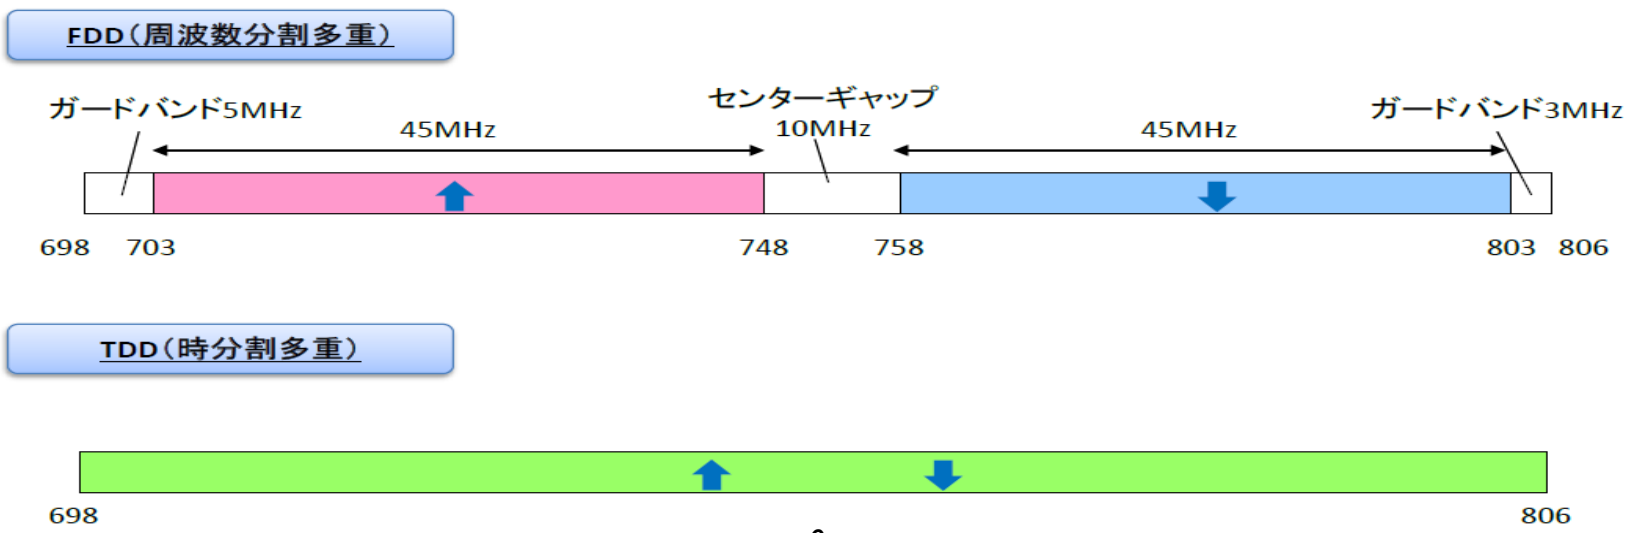 FDD(周波数分割多重)
ガードバンド5MHz
45MHz
センターギャップ
10MHz
45MHz
ガードバンド3MHz
698 703 748 758 803 806
TDD(時分割多重)
698 806